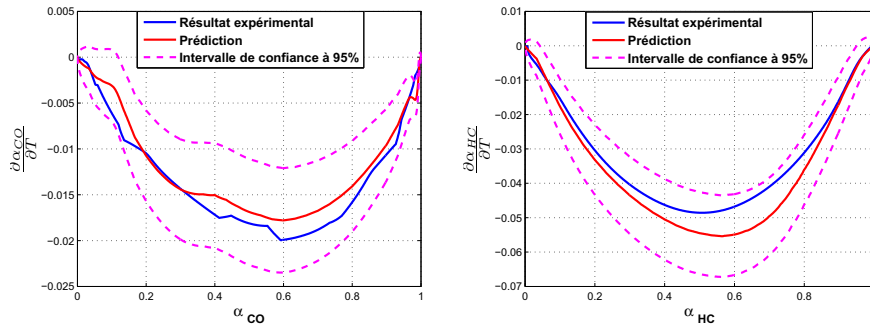 0.005
0
−0.005
−0.01
−0.015
−0.02
−0.025
0
0.2
0.4
0.6
0.8
1
∂α_CO/∂T
α CO
Résultat expérimental
Prédiction
Intervalle de confiance à 95%
0.01
0
−0.01
−0.02
−0.03
−0.04
−0.05
−0.06
−0.07
0
0.2
0.4
0.6
0.8
∂α_HC/∂T
α HC
Résultat expérimental
Prédiction
Intervalle de confiance à 95%